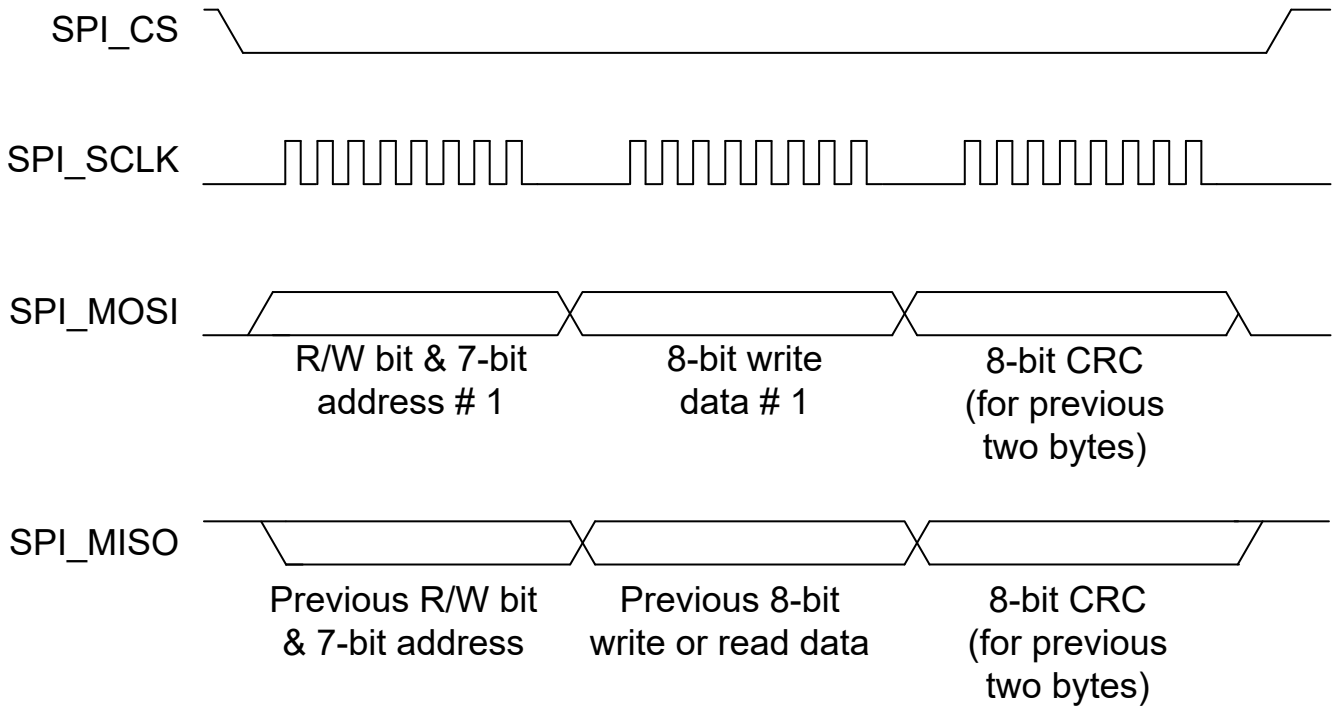 SPI_CS
SPI_SCLK
SPI_MOSI
R/W bit & 7-bit
address # 1
8-bit write
data # 1
8-bit CRC
(for previous
two bytes)
SPI_MISO
Previous R/W bit
& 7-bit address
Previous 8-bit
write or read data
8-bit CRC
(for previous
two bytes)